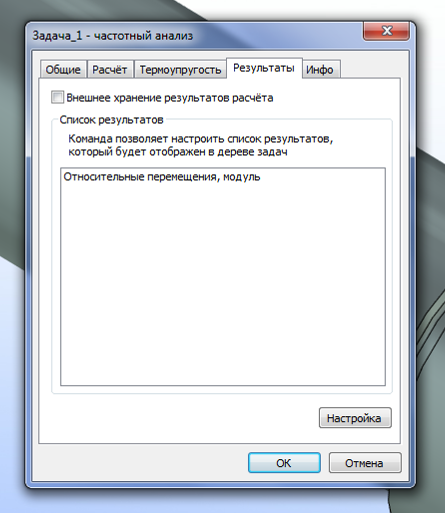 Задача_1 - частотный анализ
Общие Расчёт Термоупругость Результаты Инфо
Внешнее хранение результатов расчёта
Список результатов
Команда позволяет настроить список результатов,
который будет отображен в дереве задач
Относительные перемещения, модуль
Настройка
ОК Отмена